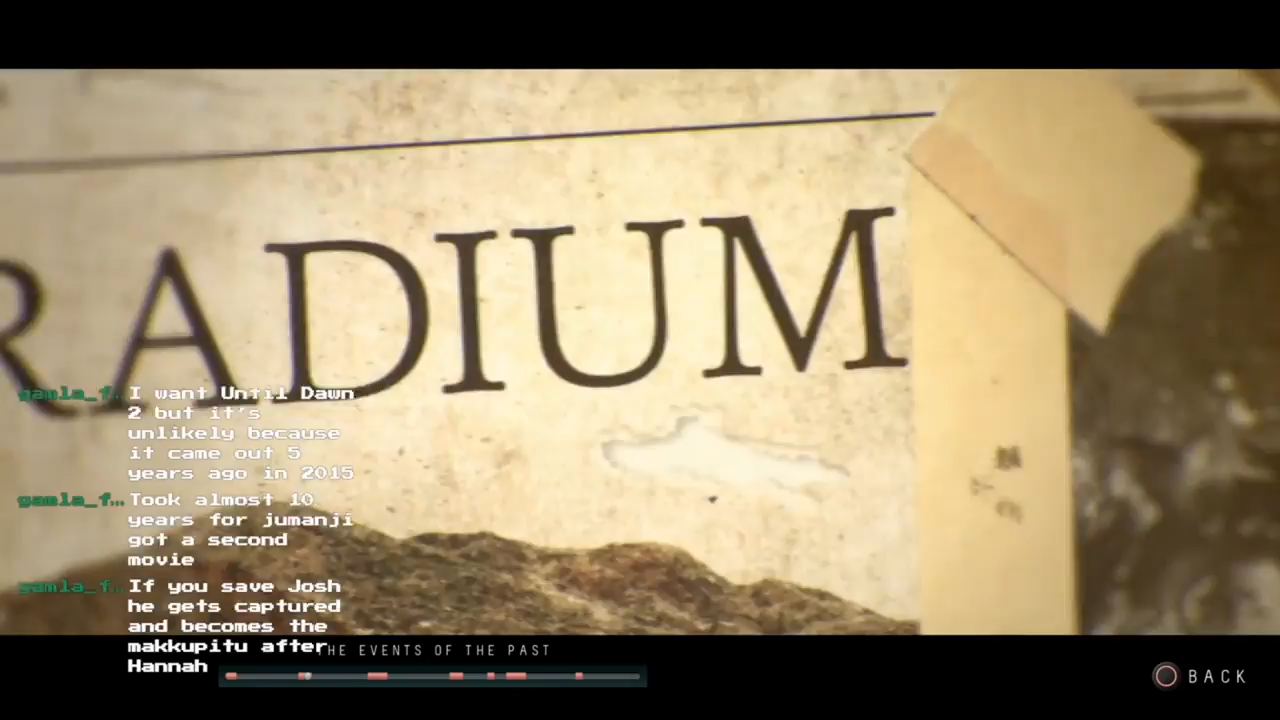 RADIUM
gamla_f… I want Until Dawn
2 but it's
unlikely because
it came out 5
years ago in 2015
gamla_f… Took almost 10
years for jumanji
got a second
movie
gamla_f… If you save Josh
he gets captured
and becomes the
makkupitu after
Hannah
HE EVENTS OF THE PAST
BACK